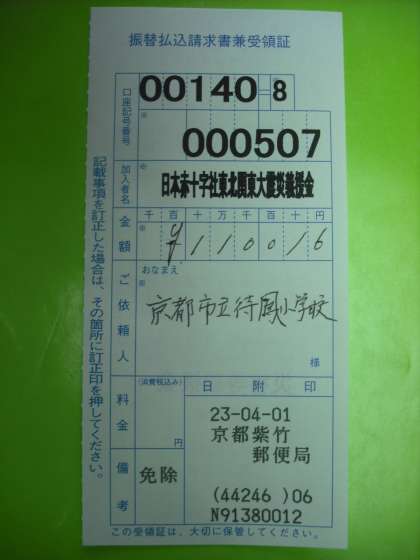 振替払込請求書兼受領証
口座記号番号
00140-8
000507
加入者名
日本赤十字社東北関東大震災義援金
金額
千百十万千百十円
¥110016
ご依頼人
おなまえ
京都市立待鳳小学校
様
料金
(消費税込み)
円
日附印
23-04-01
京都紫竹
郵便局
(44246 )06
N91380012
備考
免除
記載事項を訂正した場合は、その箇所に訂正印を押してください。
この受領証は、大切に保管してください。